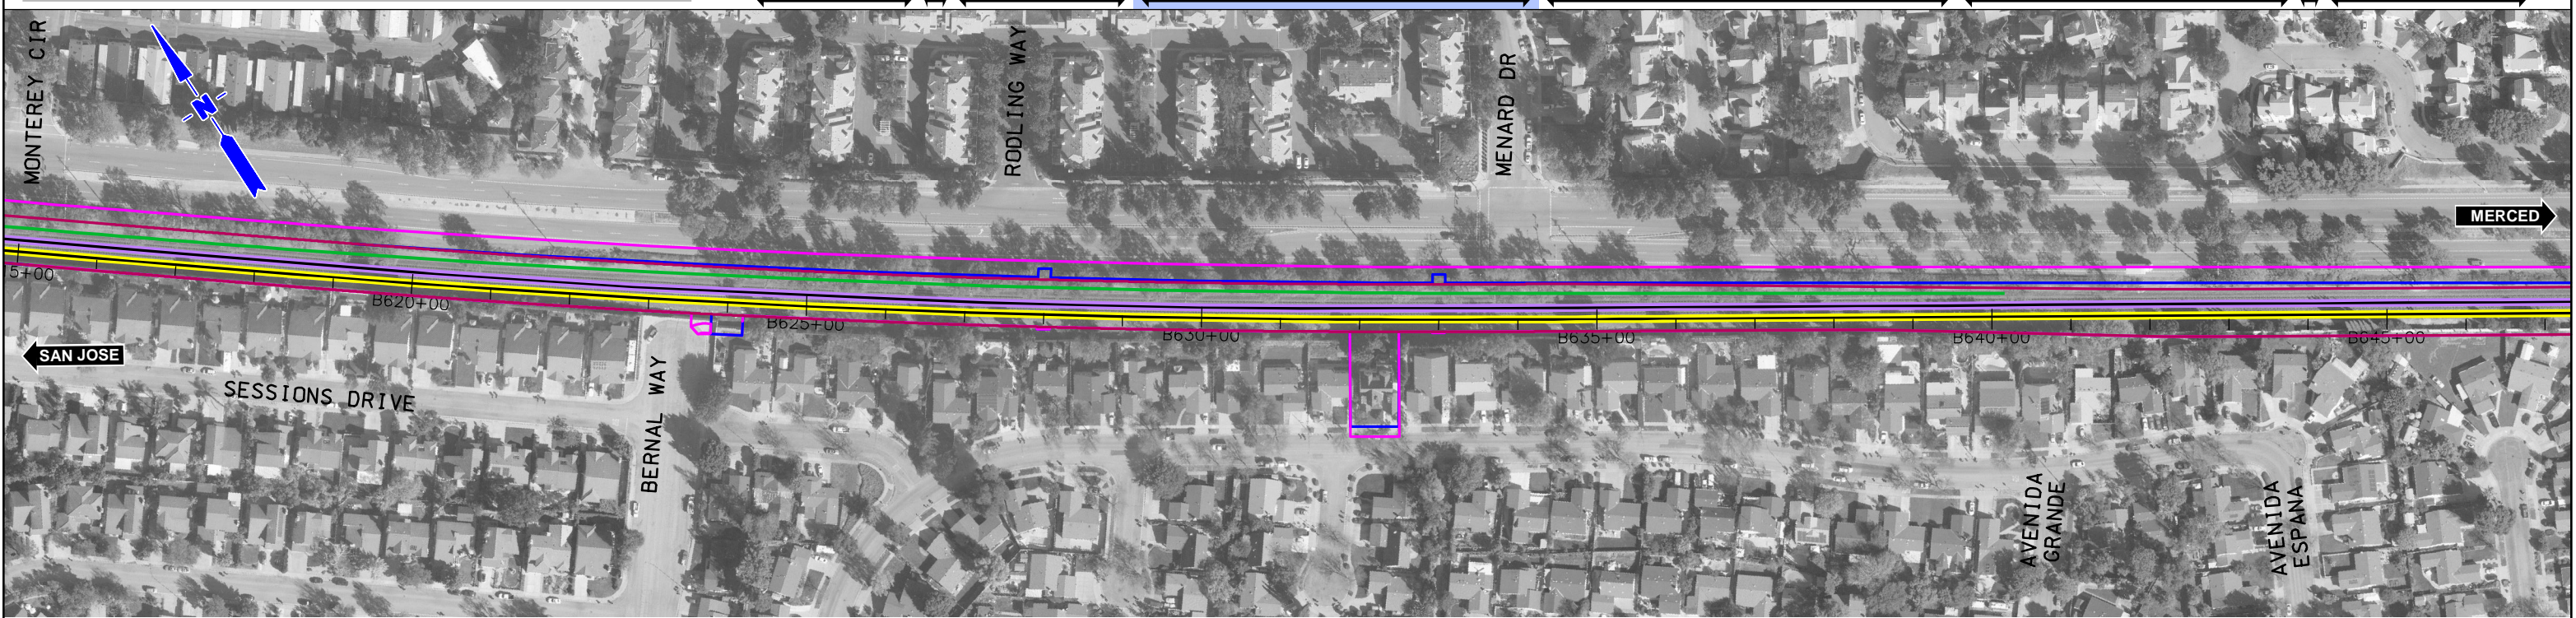 MONTEREY CIR
N
RODLING WAY
MENARD DR
MERCED
5+00
B620+00
B625+00
B630+00
B635+00
B640+00
B645+00
SAN JOSE
SESSIONS DRIVE
BERNAL WAY
AVENIDA
GRANDE
AVENIDA
ESPANA